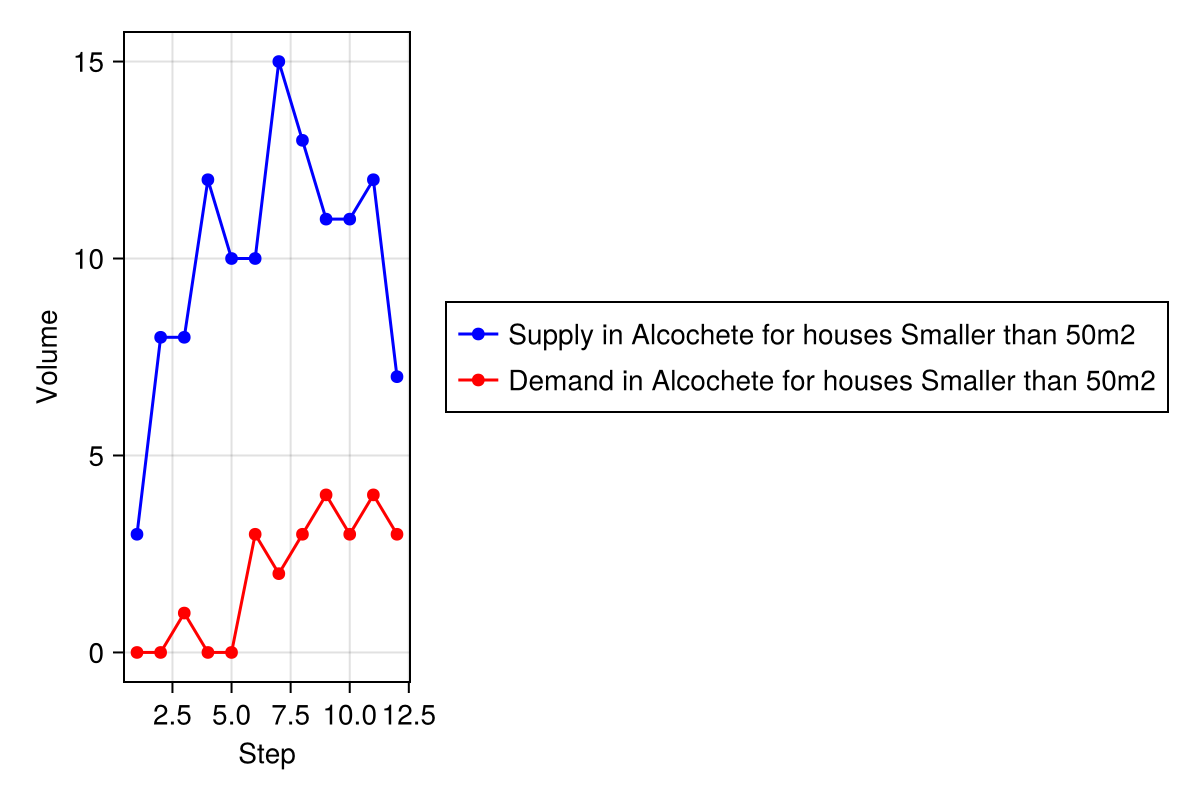 15
10
5
0
Volume
2.5 5.0 7.5 10.0 12.5
Step
Supply in Alcochete for houses Smaller than 50m2
Demand in Alcochete for houses Smaller than 50m2